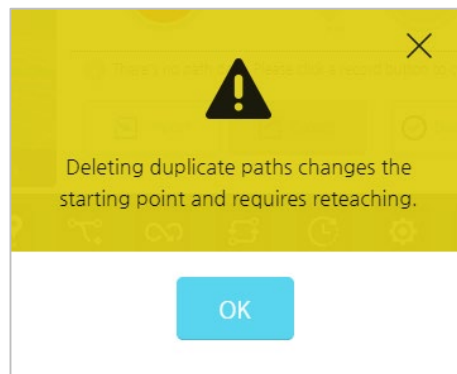 Deleting duplicate paths changes the
starting point and requires reteaching.
OK